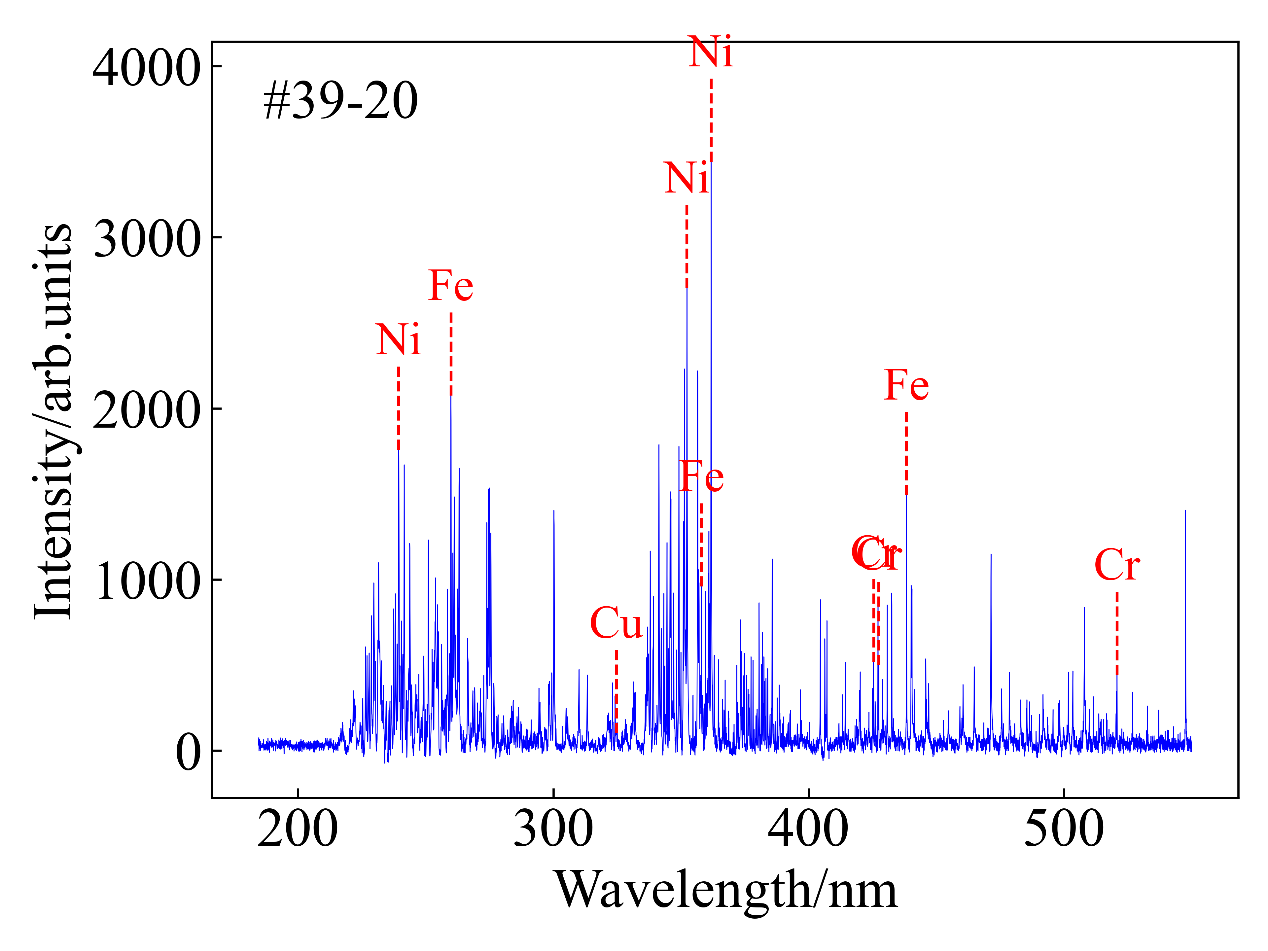 Ni
4000
#39-20
Ni
3000
Fe
Ni
Fe
2000
Fe
Cr
Cr
Cr
1000
Cu
0
200
300
400
500
Wavelength/nm
Intensity/arb.units